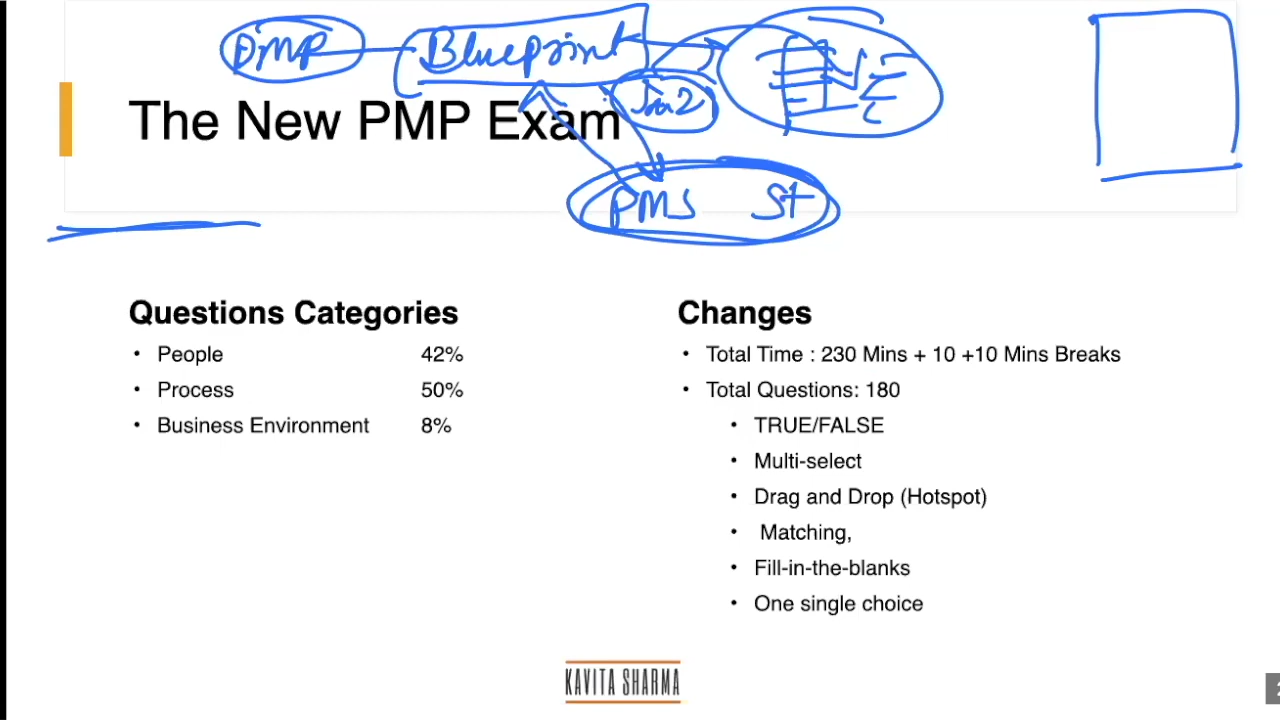 PMP Blueprint
The New PMP Exam
PMS St
Questions Categories
• People 42%
• Process 50%
• Business Environment 8%
Changes
• Total Time : 230 Mins + 10 +10 Mins Breaks
• Total Questions: 180
• TRUE/FALSE
• Multi-select
• Drag and Drop (Hotspot)
• Matching,
• Fill-in-the-blanks
• One single choice
KAVITA SHARMA